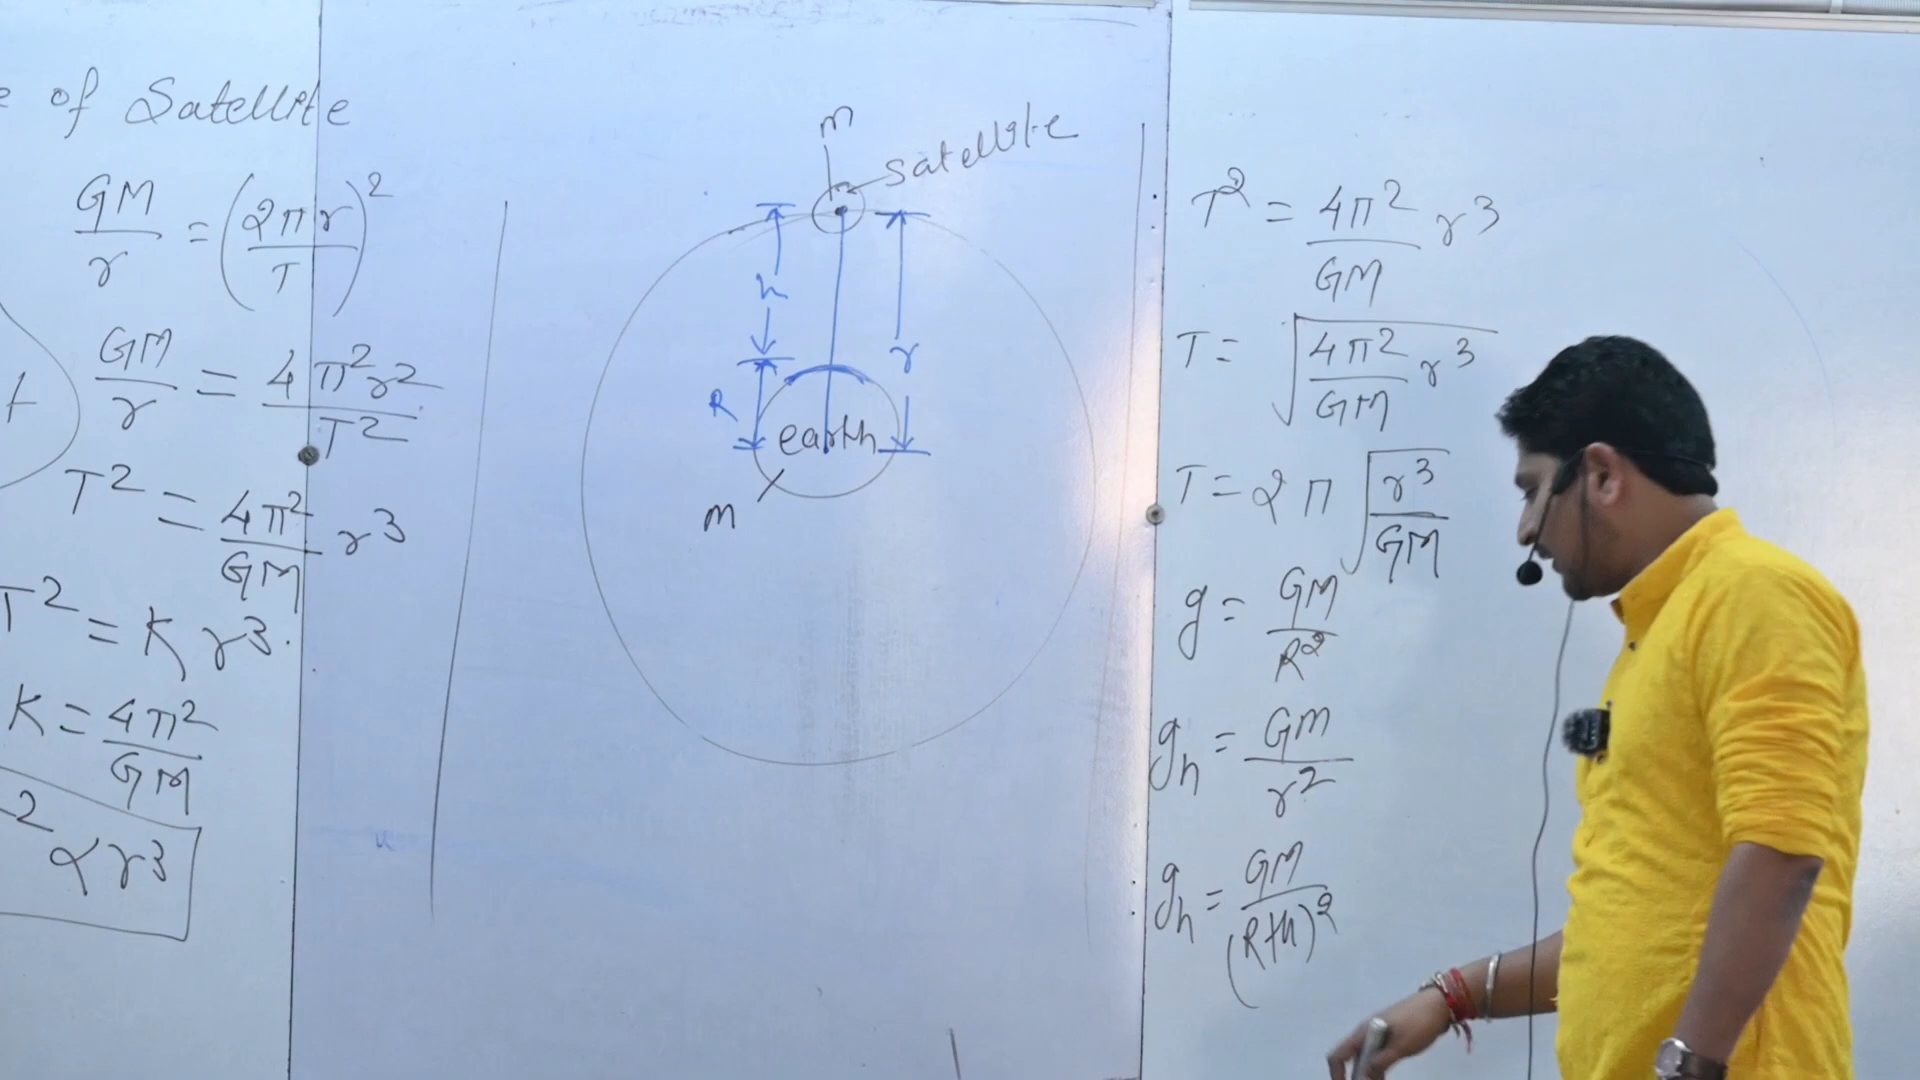 of Satellite
GM/r = (2πr/T)²
GM/r = 4π²r²/T²
T² = 4π²/GM r³
T² = K r³.
K = 4π²/GM
2 ∝ r³
m
satellite
h
r
R
earth
m
T² = 4π²/GM r³
T = √(4π²/GM r³)
T = 2π √(r³/GM)
g = GM/R²
gh = GM/r²
gh = GM/(R+h)²